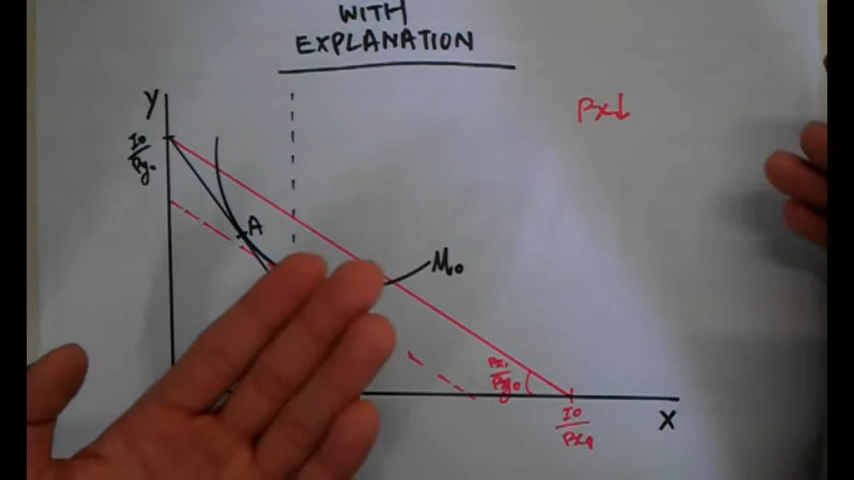 WITH
EXPLANATION
Px↓
Y
I0
Py0
A
M0
Px1
Py0
X
I0
Px1